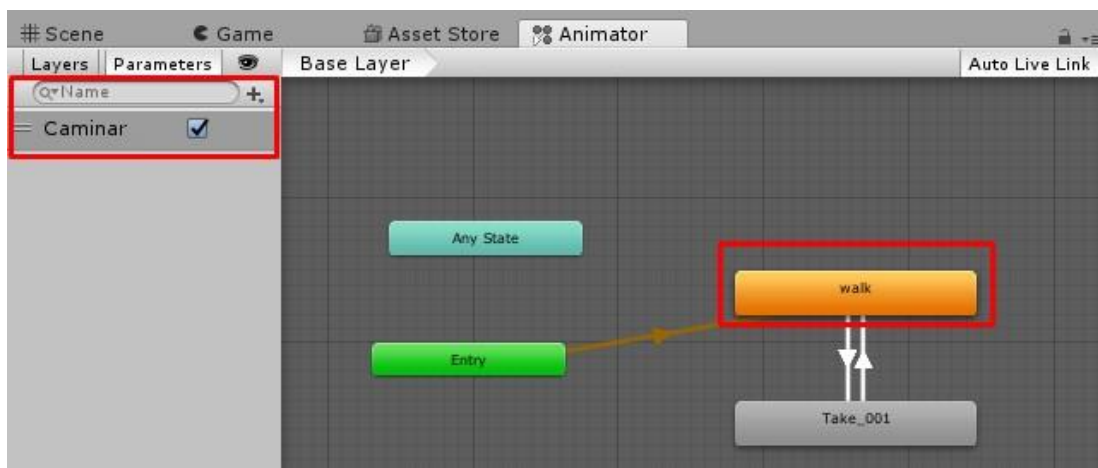 Scene Game Asset Store Animator
Layers Parameters Base Layer Auto Live Link
Name
Caminar
Any State
walk
Entry
Take_001